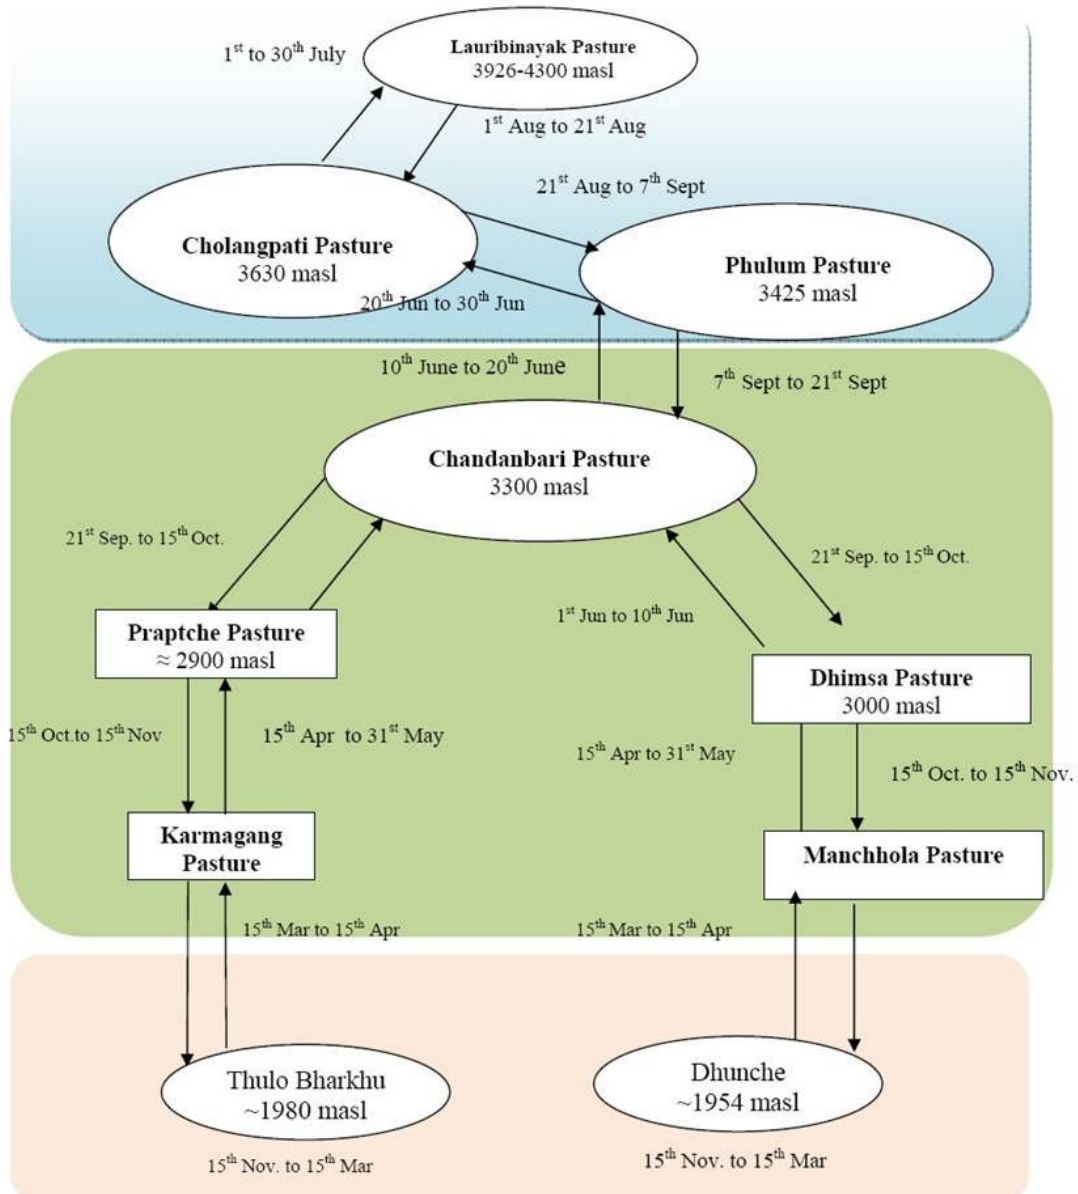 Lauribinayak Pasture
3926-4300 masl
1st to 30th July
1st Aug to 21st Aug
21st Aug to 7th Sept
Cholangpati Pasture
3630 masl
Phulum Pasture
3425 masl
20th Jun to 30th Jun
10th June to 20th June
7th Sept to 21st Sept
Chandanbari Pasture
3300 masl
21st Sep. to 15th Oct.
21st Sep. to 15th Oct.
1st Jun to 10th Jun
Praptche Pasture
≈ 2900 masl
Dhimsa Pasture
3000 masl
15th Oct.to 15th Nov
15th Apr to 31st May
15th Apr to 31st May
15th Oct. to 15th Nov.
Karmagang
Pasture
Manchhola Pasture
15th Mar to 15th Apr
15th Mar to 15th Apr
Thulo Bharkhu
~1980 masl
Dhunche
~1954 masl
15th Nov. to 15th Mar
15th Nov. to 15th Mar